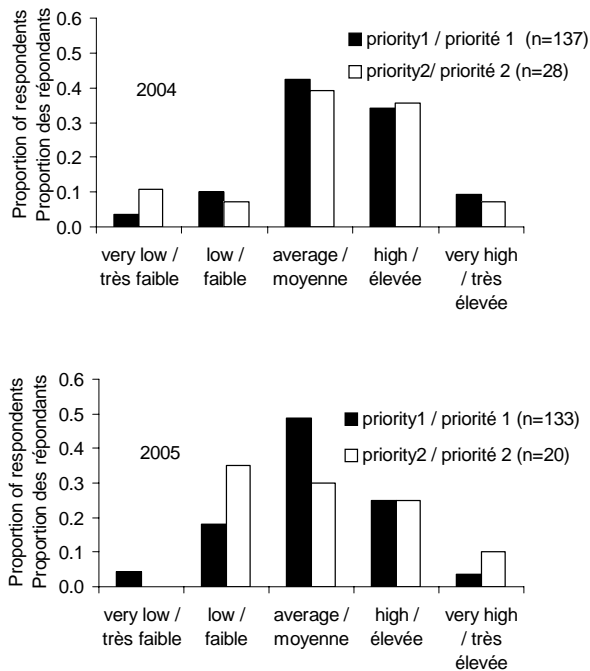 Proportion of respondents
Proportion des répondants
0.6
0.5
0.4
0.3
0.2
0.1
0.0
2004
priority1 / priorité 1 (n=137)
priority2/ priorité 2 (n=28)
very low / low / average / high / very high
très faible faible moyenne élevée / très
élevée
Proportion of respondents
Proportion des répondants
0.6
0.5
0.4
0.3
0.2
0.1
0.0
2005
priority1 / priorité 1 (n=133)
priority2 / priorité 2 (n=20)
very low / low / average / high / very high
très faible faible moyenne élevée / très
élevée